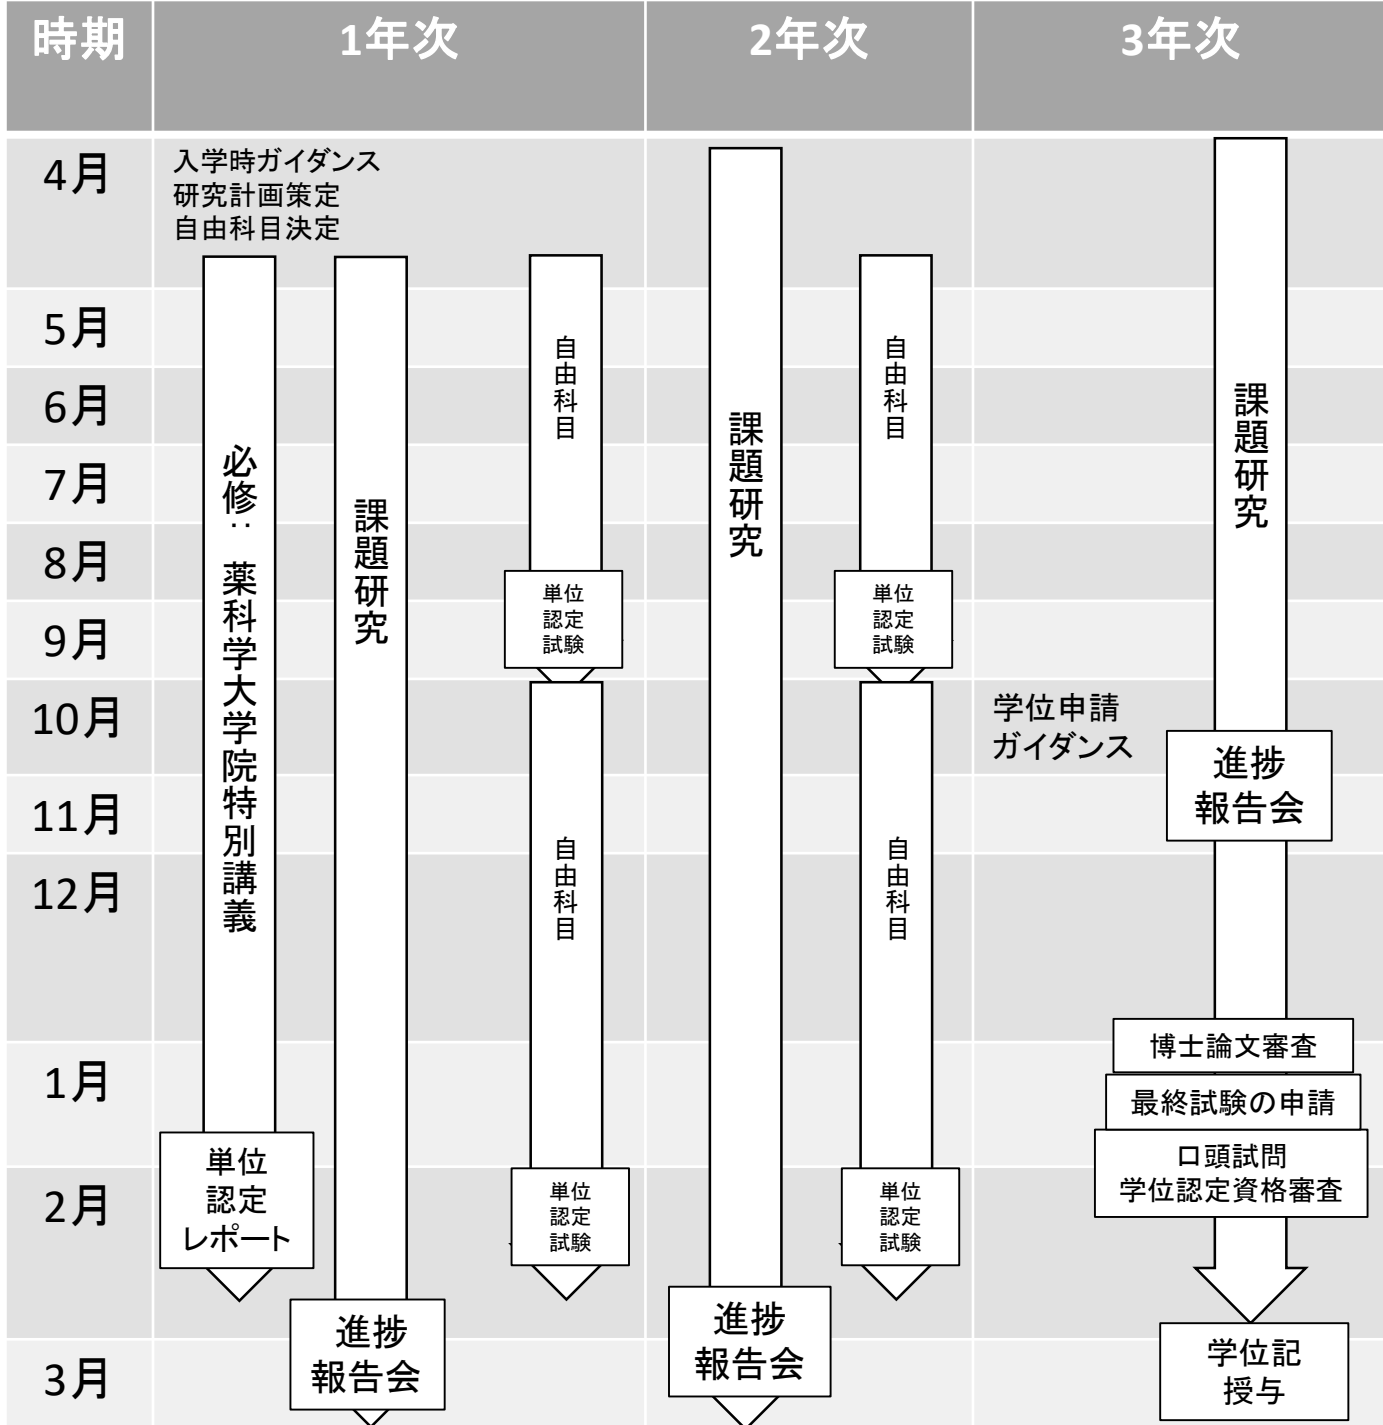 時期
1年次
2年次
3年次
4月
5月
6月
7月
8月
9月
10月
11月
12月
1月
2月
3月
入学時ガイダンス
研究計画策定
自由科目決定
必修： 薬科学大学院特別講義
単位
認定
レポート
課題研究
進捗
報告会
自由科目
単位
認定
試験
自由科目
単位
認定
試験
課題研究
進捗
報告会
自由科目
単位
認定
試験
自由科目
単位
認定
試験
学位申請
ガイダンス
課題研究
進捗
報告会
博士論文審査
最終試験の申請
口頭試問
学位認定資格審査
学位記
授与